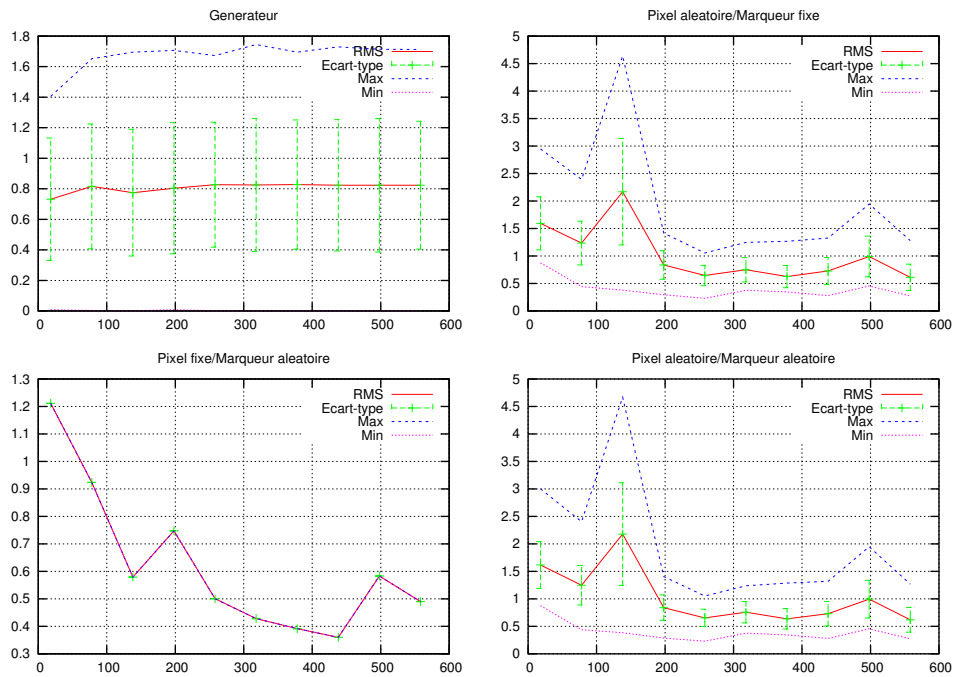 Generateur
1.8
1.6
1.4
1.2
1
0.8
0.6
0.4
0.2
0
0 100 200 300 400 500 600
RMS
Ecart-type
Max
Min
Pixel aleatoire/Marqueur fixe
5
4.5
4
3.5
3
2.5
2
1.5
1
0.5
0
0 100 200 300 400 500 600
RMS
Ecart-type
Max
Min
Pixel fixe/Marqueur aleatoire
1.3
1.2
1.1
1
0.9
0.8
0.7
0.6
0.5
0.4
0.3
0 100 200 300 400 500 600
RMS
Ecart-type
Max
Min
Pixel aleatoire/Marqueur aleatoire
5
4.5
4
3.5
3
2.5
2
1.5
1
0.5
0
0 100 200 300 400 500 600
RMS
Ecart-type
Max
Min